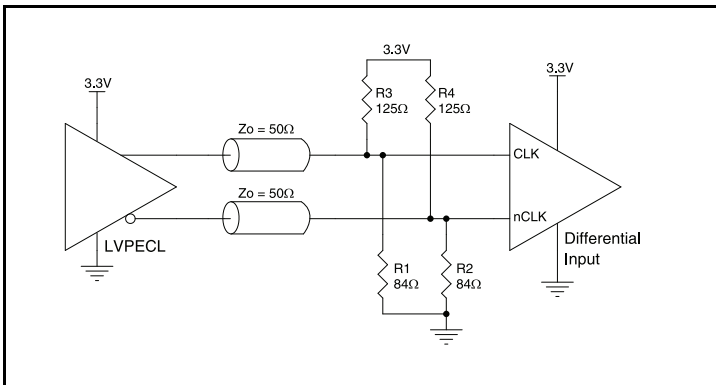 3.3V
3.3V
3.3V
R3
125Ω
R4
125Ω
Zo = 50Ω
CLK
Zo = 50Ω
nCLK
LVPECL
Differential
Input
R1
84Ω
R2
84Ω